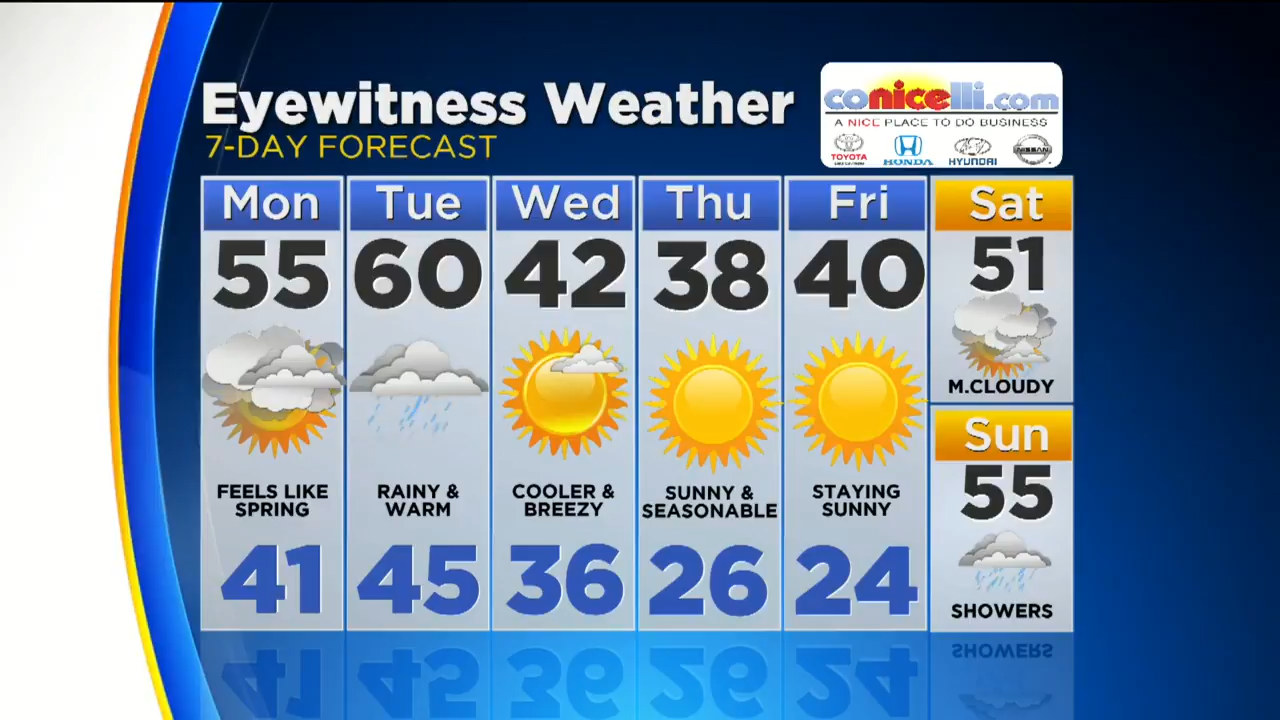 Eyewitness Weather
7-DAY FORECAST
conicelli.com
A NICE PLACE TO DO BUSINESS
TOYOTA
HONDA
HYUNDAI
NISSAN
Mon
55
FEELS LIKE
SPRING
41
Tue
60
RAINY &
WARM
45
Wed
42
COOLER &
BREEZY
36
Thu
38
SUNNY &
SEASONABLE
26
Fri
40
STAYING
SUNNY
24
Sat
51
M.CLOUDY
Sun
55
SHOWERS